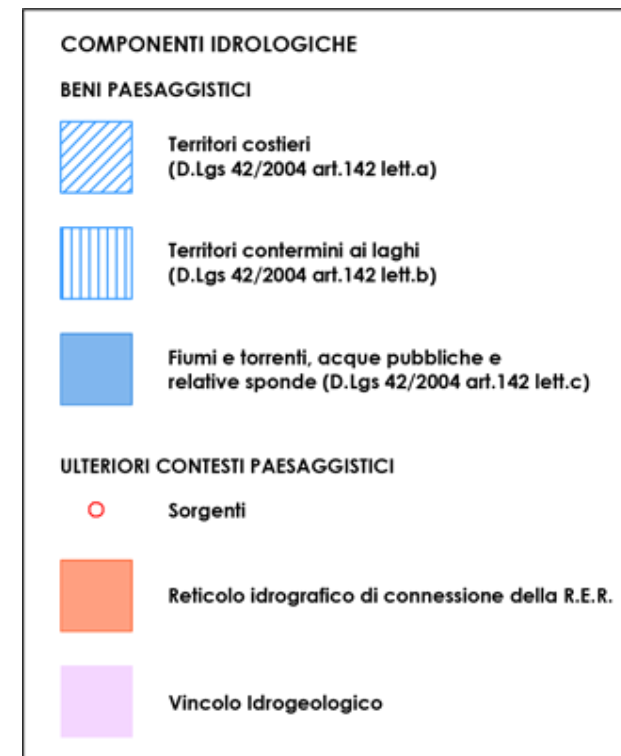 COMPONENTI IDROLOGICHE
BENI PAESAGGISTICI
Territori costieri
(D.Lgs 42/2004 art.142 lett.a)
Territori contermini ai laghi
(D.Lgs 42/2004 art.142 lett.b)
Fiumi e torrenti, acque pubbliche e
relative sponde (D.Lgs 42/2004 art.142 lett.c)
ULTERIORI CONTESTI PAESAGGISTICI
Sorgenti
Reticolo idrografico di connessione della R.E.R.
Vincolo Idrogeologico